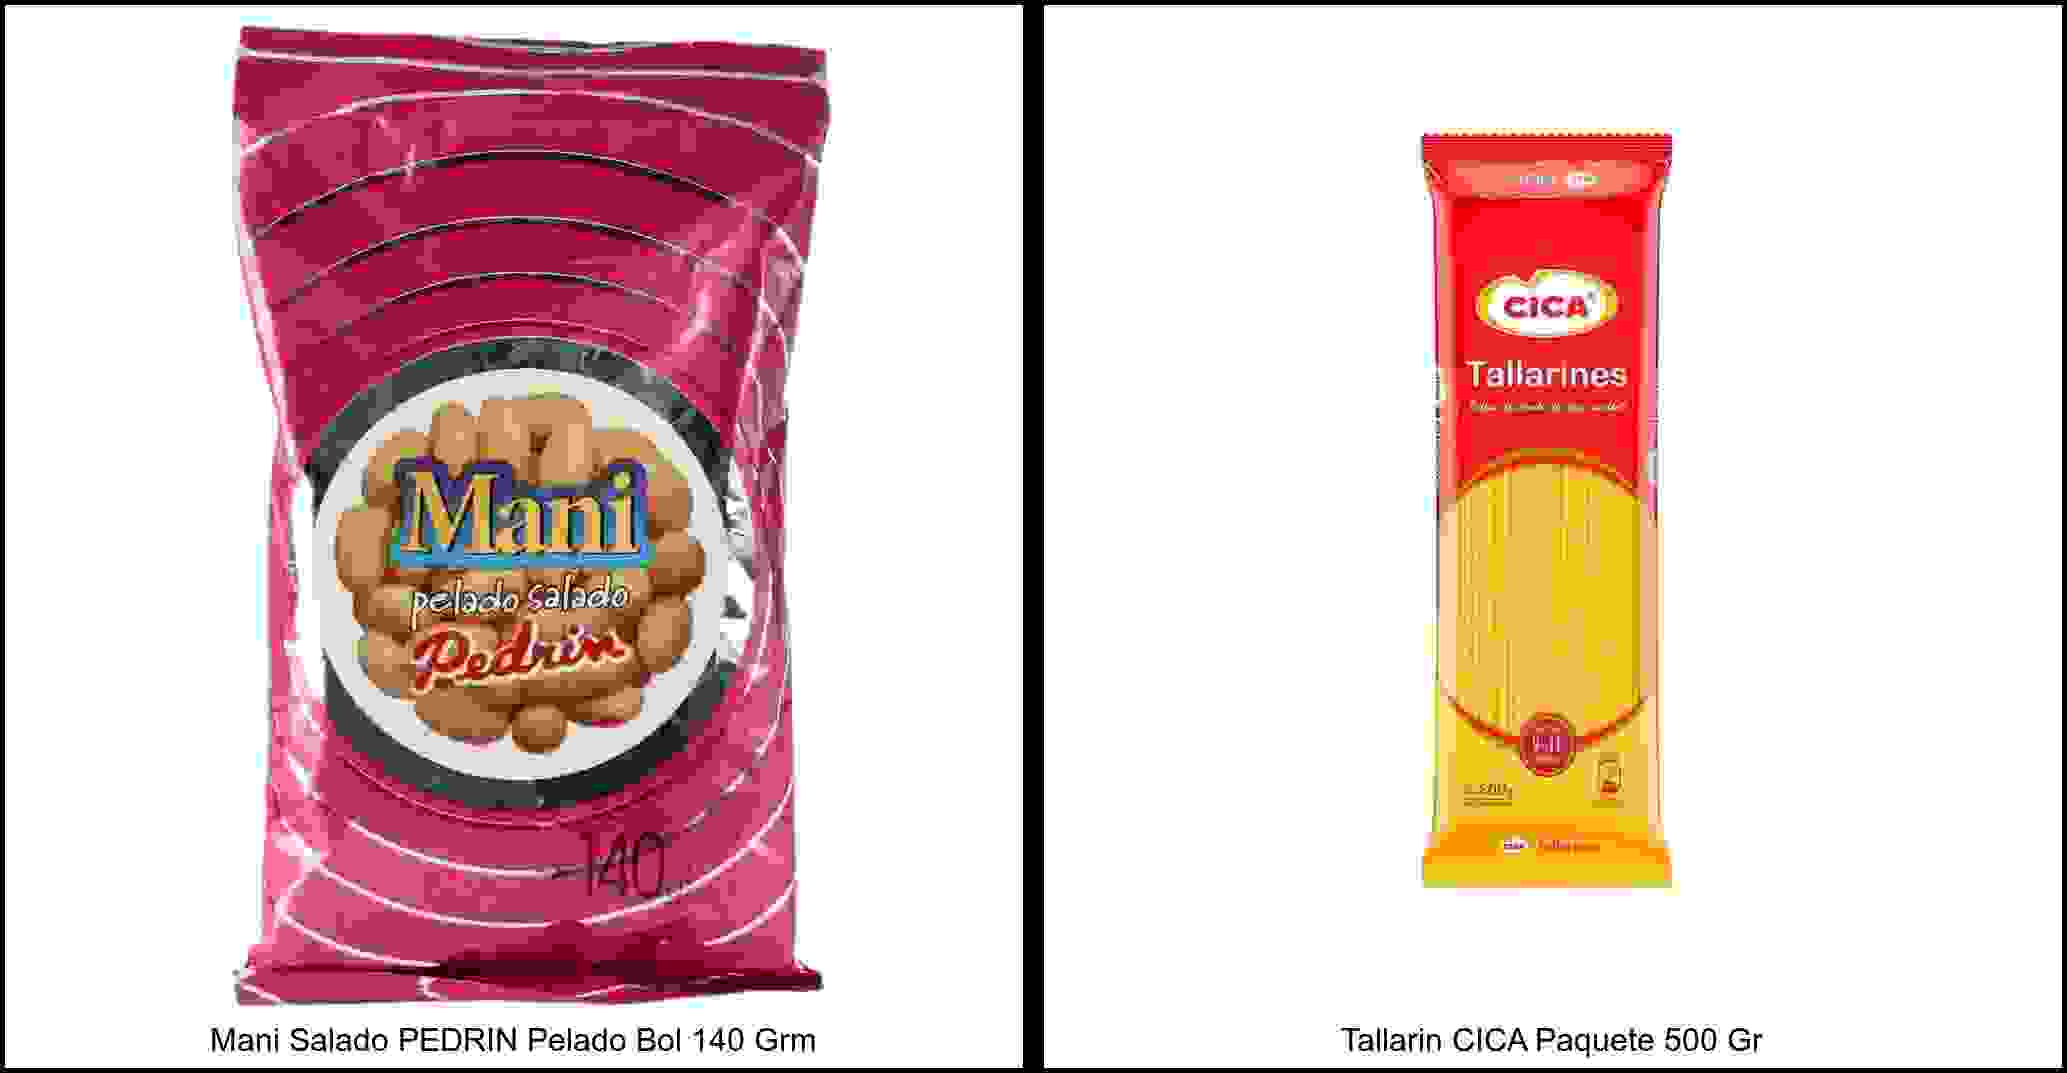 Mani
pelado salado
Pedrin
140
Mani Salado PEDRIN Pelado Bol 140 Grm
CiCA
Tallarines
Tallarin CICA Paquete 500 Gr